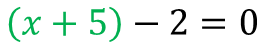 (x + 5) − 2 = 0